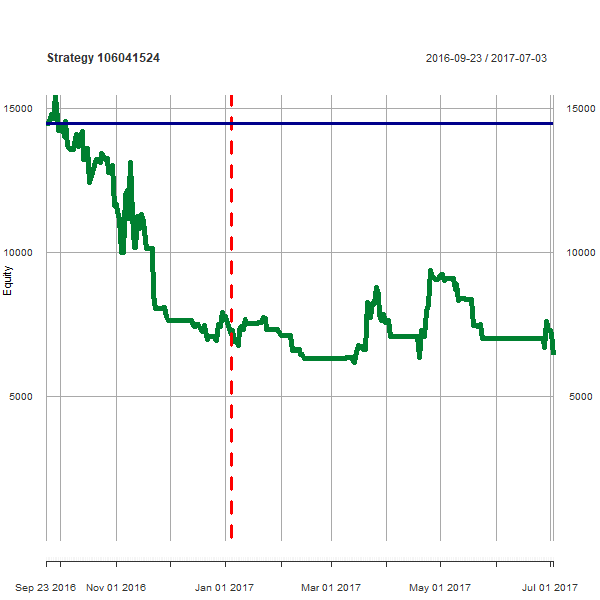 Strategy 106041524 2016-09-23 / 2017-07-03
15000 15000
10000 10000
Equity
5000 5000
Sep 23 2016 Nov 01 2016 Jan 01 2017 Mar 01 2017 May 01 2017 Jul 01 2017